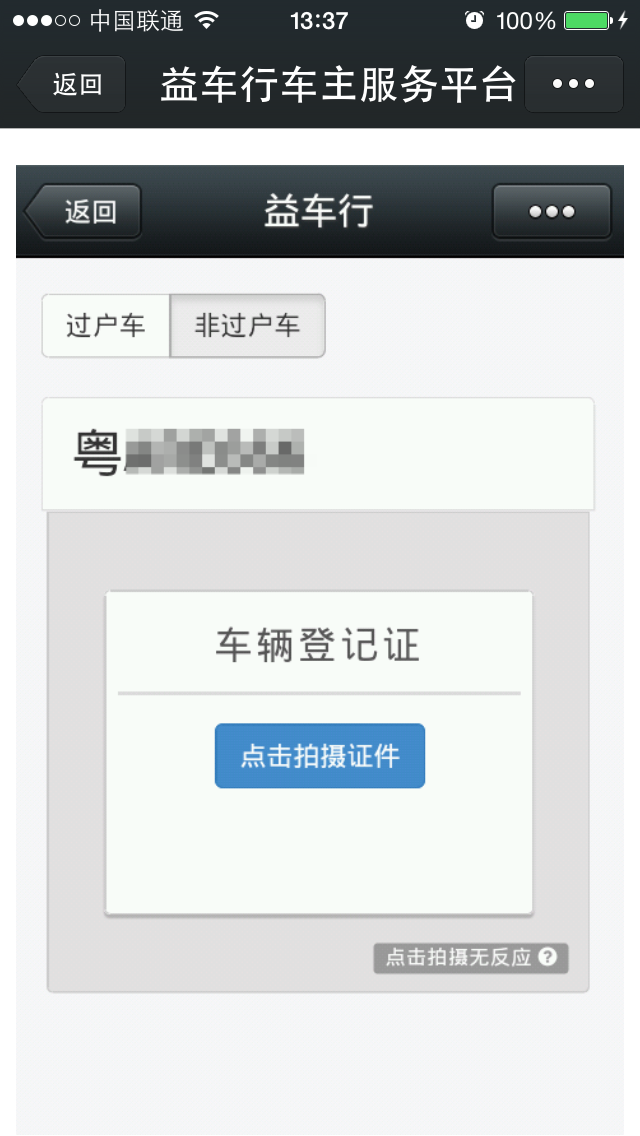 中国联通 13:37 100%
返回 益车行车主服务平台
返回 益车行
过户车 非过户车
粤
车辆登记证
点击拍摄证件
点击拍摄无反应 ?